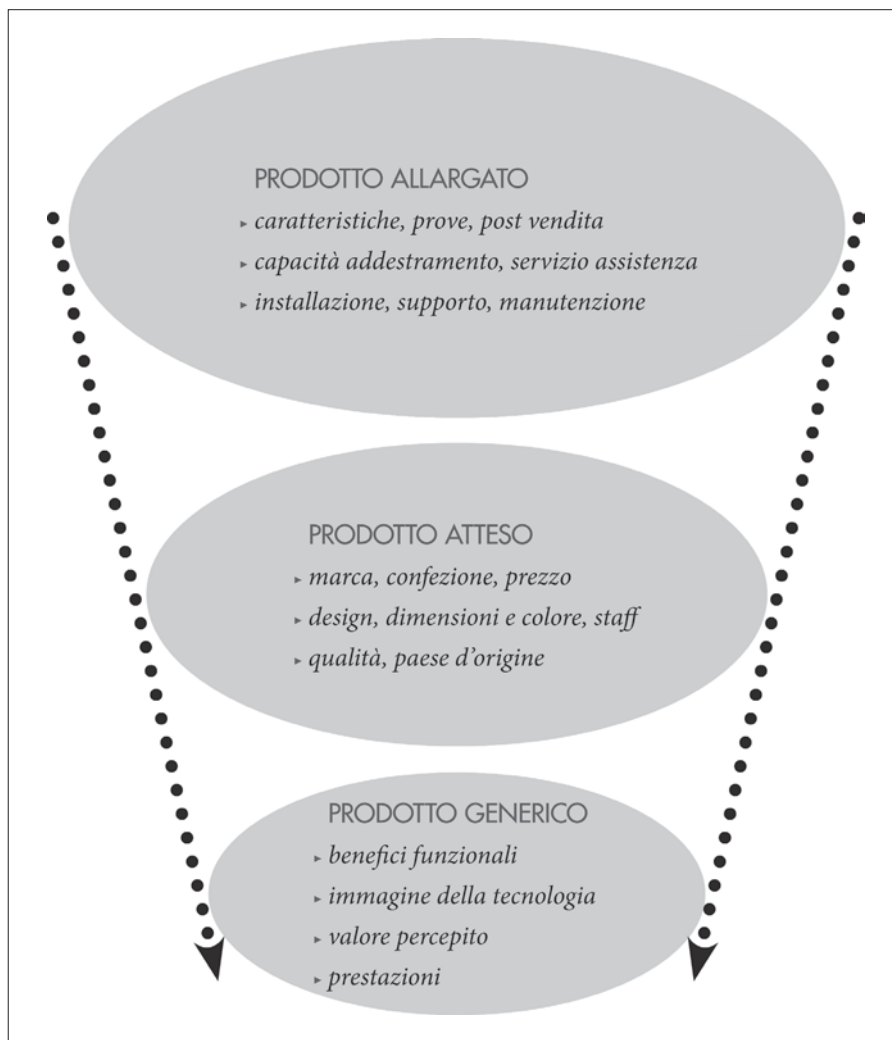 PRODOTTO ALLARGATO
▸ caratteristiche, prove, post vendita
▸ capacità addestramento, servizio assistenza
▸ installazione, supporto, manutenzione
PRODOTTO ATTESO
▸ marca, confezione, prezzo
▸ design, dimensioni e colore, staff
▸ qualità, paese d'origine
PRODOTTO GENERICO
▸ benefici funzionali
▸ immagine della tecnologia
▸ valore percepito
▸ prestazioni